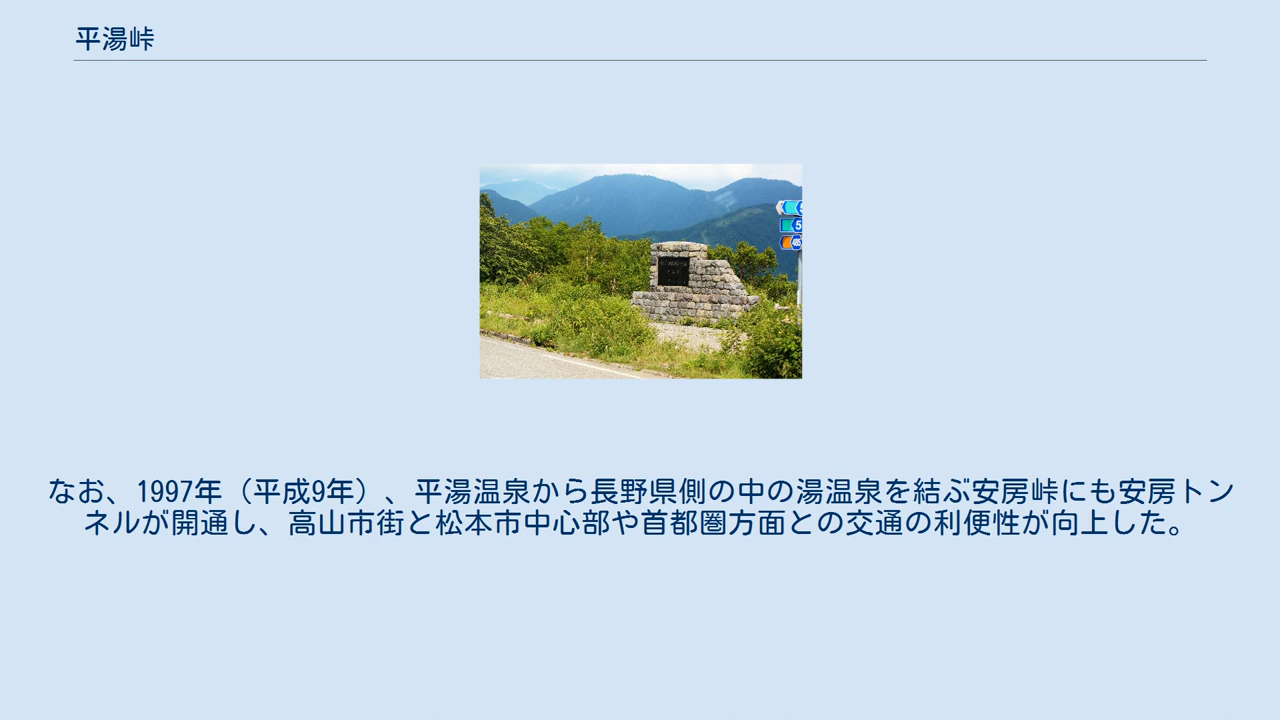 平湯峠
なお、1997年（平成9年）、平湯温泉から長野県側の中の湯温泉を結ぶ安房峠にも安房トン
ネルが開通し、高山市街と松本市中心部や首都圏方面との交通の利便性が向上した。